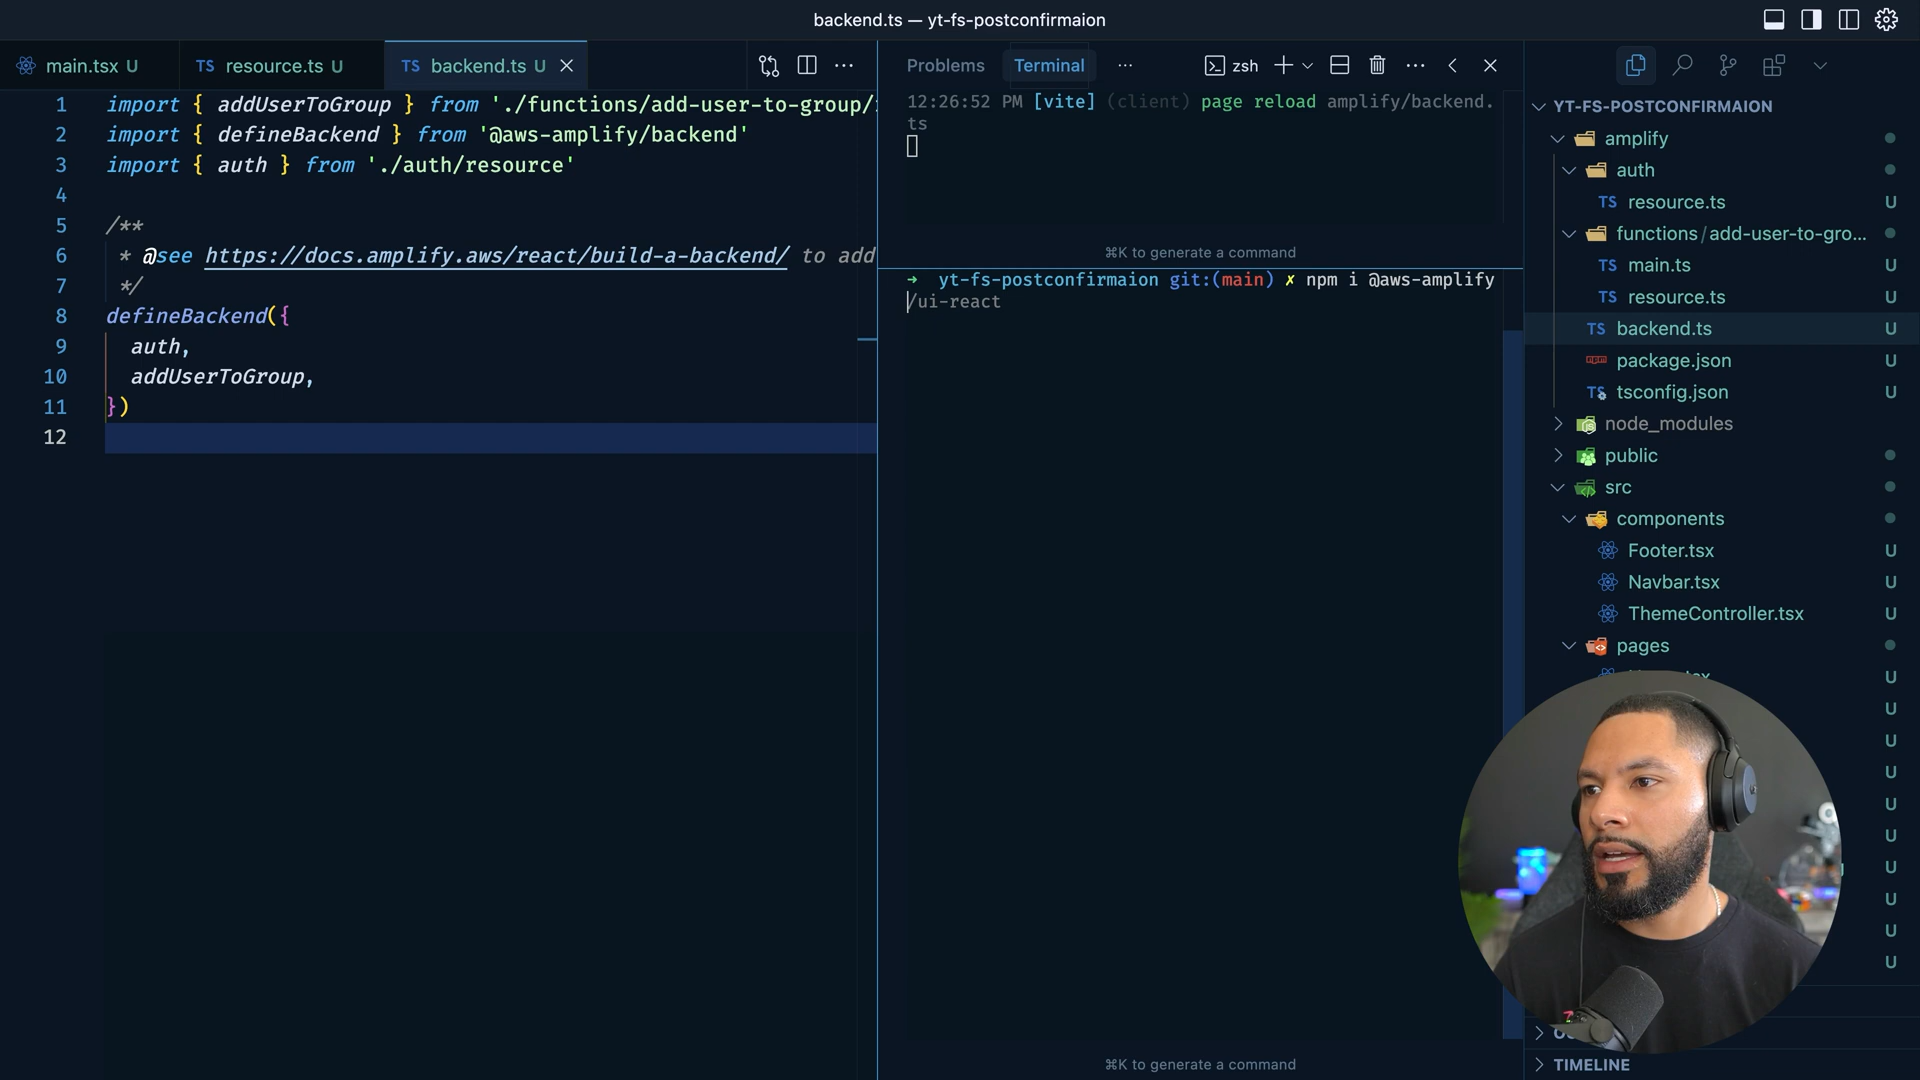 backend.ts — yt-fs-postconfirmaion
main.tsx U
TS resource.ts U
TS backend.ts U
1 import { addUserToGroup } from './functions/add-user-to-group/
2 import { defineBackend } from '@aws-amplify/backend'
3 import { auth } from './auth/resource'
4
5 /**
6 * @see https://docs.amplify.aws/react/build-a-backend/ to add
7 */
8 defineBackend({
9 auth,
10 addUserToGroup,
11 })
12
Problems
Terminal
zsh
12:26:52 PM [vite] (client) page reload amplify/backend.
ts
⌘K to generate a command
➜ yt-fs-postconfirmaion git:(main) ✗ npm i @aws-amplify
/ui-react
⌘K to generate a command
YT-FS-POSTCONFIRMAION
amplify
auth
TS resource.ts U
functions/add-user-to-gro...
TS main.ts U
TS resource.ts U
TS backend.ts U
package.json U
TS tsconfig.json U
node_modules
public
src
components
Footer.tsx U
Navbar.tsx U
ThemeController.tsx U
pages
U
U
U
U
U
U
U
U
U
U
TIMELINE